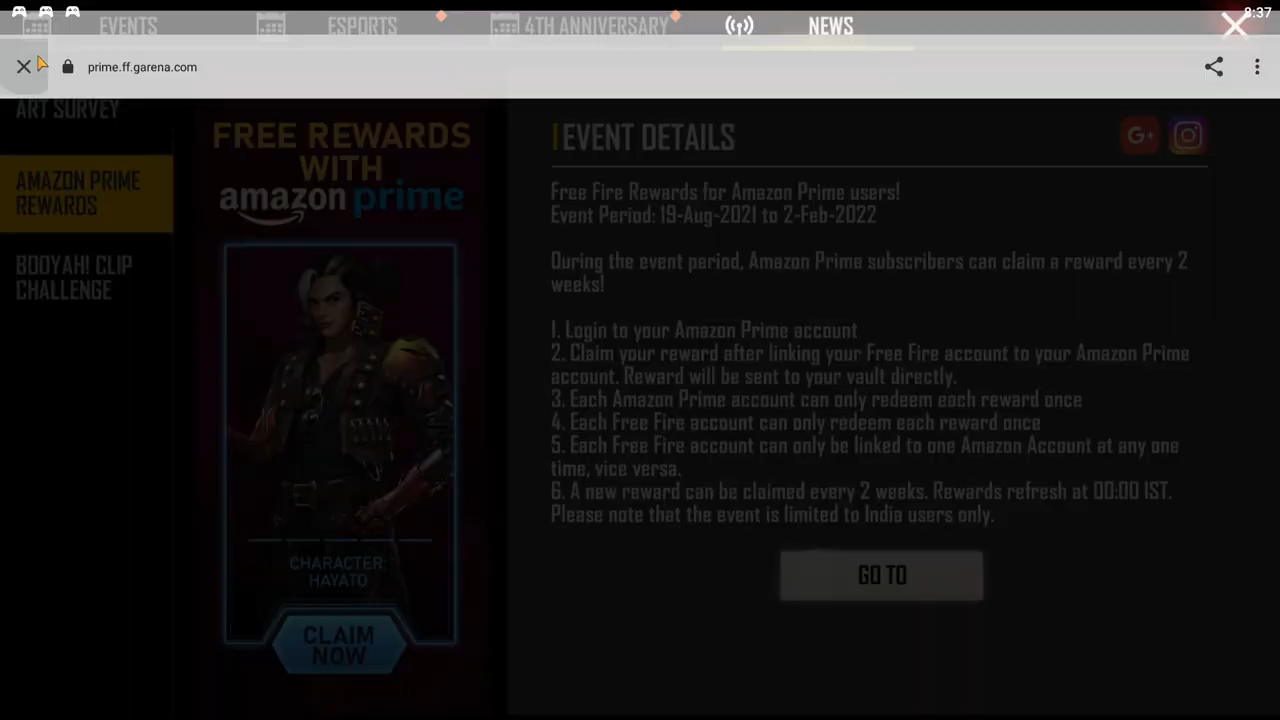 8:37
EVENTS
ESPORTS
4TH ANNIVERSARY
NEWS
prime.ff.garena.com
ART SURVEY
AMAZON PRIME
REWARDS
BOOYAH! CLIP
CHALLENGE
FREE REWARDS
WITH
amazon prime
CHARACTER:
HAYATO
CLAIM
NOW
EVENT DETAILS
G+
Free Fire Rewards for Amazon Prime users!
Event Period: 19-Aug-2021 to 2-Feb-2022
During the event period, Amazon Prime subscribers can claim a reward every 2
weeks!
1. Login to your Amazon Prime account
2. Claim your reward after linking your Free Fire account to your Amazon Prime
account. Reward will be sent to your vault directly.
3. Each Amazon Prime account can only redeem each reward once
4. Each Free Fire account can only redeem each reward once
5. Each Free Fire account can only be linked to one Amazon Account at any one
time, vice versa.
6. A new reward can be claimed every 2 weeks. Rewards refresh at 00:00 IST.
Please note that the event is limited to India users only.
GO TO